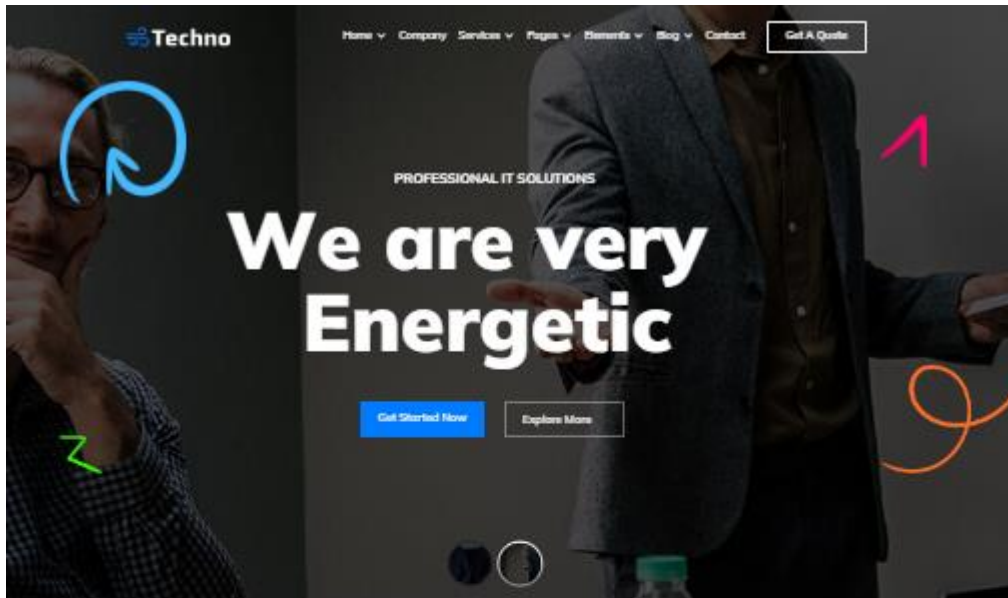 Techno
Home Company Services Pages Elements Blog Contact Get A Quote
PROFESSIONAL IT SOLUTIONS
We are very
Energetic
Get Started Now Explore More